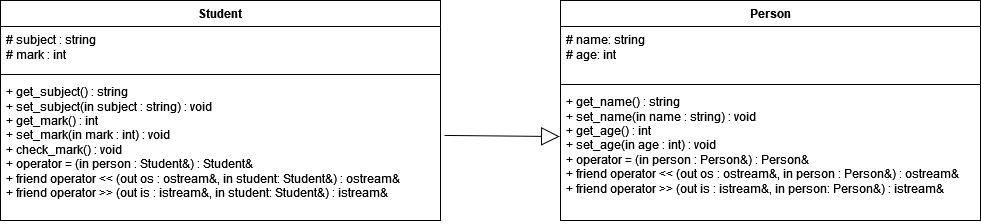 Student
# subject : string
# mark : int
+ get_subject() : string
+ set_subject(in subject : string) : void
+ get_mark() : int
+ set_mark(in mark : int) : void
+ check_mark() : void
+ operator = (in person : Student&) : Student&
+ friend operator << (out os : ostream&, in student: Student&) : ostream&
+ friend operator >> (out is : istream&, in student: Student&) : istream&
Person
# name: string
# age: int
+ get_name() : string
+ set_name(in name : string) : void
+ get_age() : int
+ set_age(in age : int) : void
+ operator = (in person : Person&) : Person&
+ friend operator << (out os : ostream&, in person : Person&) : ostream&
+ friend operator >> (out is : istream&, in person: Person&) : istream&